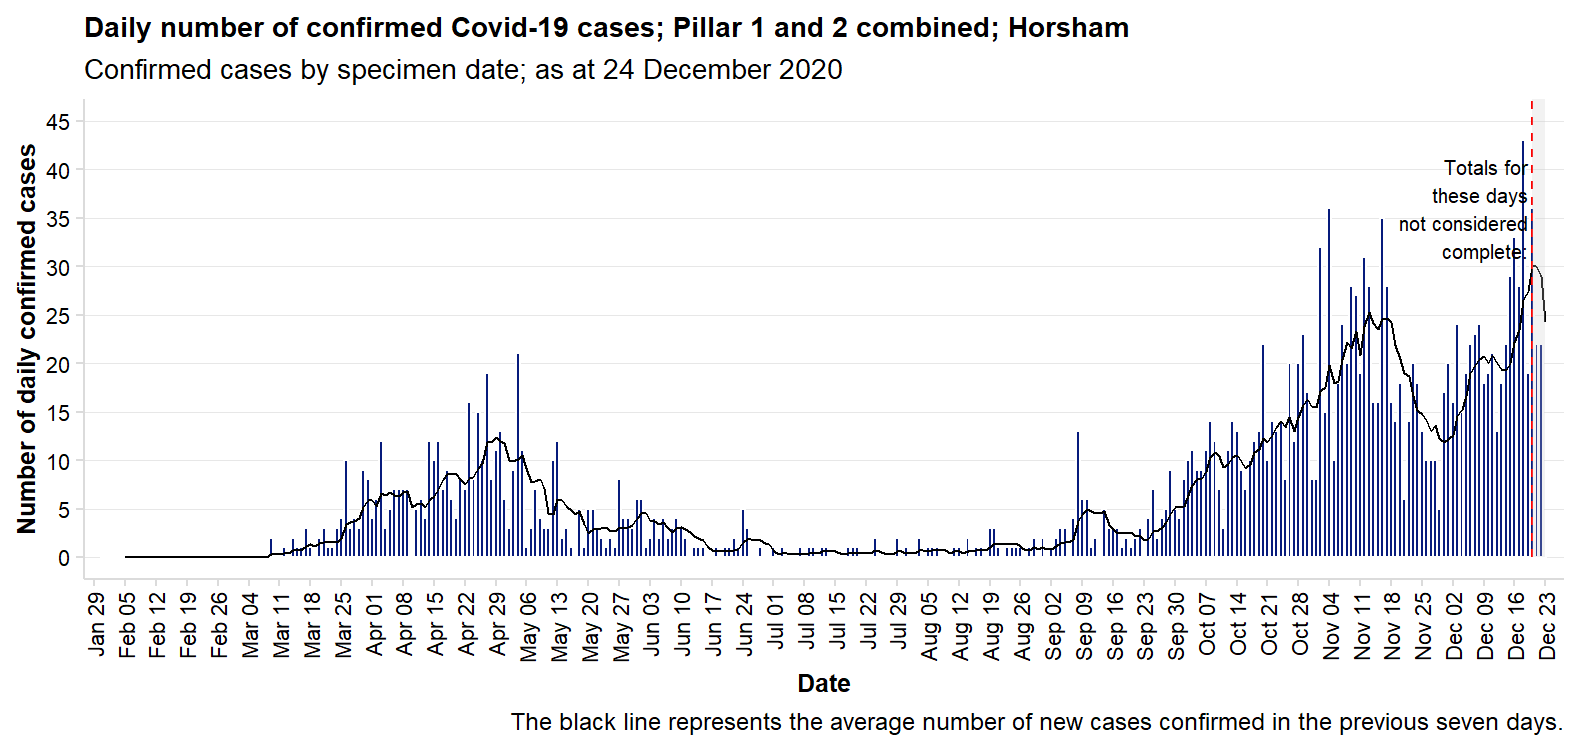 Daily number of confirmed Covid-19 cases; Pillar 1 and 2 combined; Horsham
Confirmed cases by specimen date; as at 24 December 2020
Number of daily confirmed cases
45
40
35
30
25
20
15
10
5
0
Totals for
these days
not considered
complete.
Jan 29
Feb 05
Feb 12
Feb 19
Feb 26
Mar 04
Mar 11
Mar 18
Mar 25
Apr 01
Apr 08
Apr 15
Apr 22
Apr 29
May 06
May 13
May 20
May 27
Jun 03
Jun 10
Jun 17
Jun 24
Jul 01
Jul 08
Jul 15
Jul 22
Jul 29
Aug 05
Aug 12
Aug 19
Aug 26
Sep 02
Sep 09
Sep 16
Sep 23
Sep 30
Oct 07
Oct 14
Oct 21
Oct 28
Nov 04
Nov 11
Nov 18
Nov 25
Dec 02
Dec 09
Dec 16
Dec 23
Date
The black line represents the average number of new cases confirmed in the previous seven days.